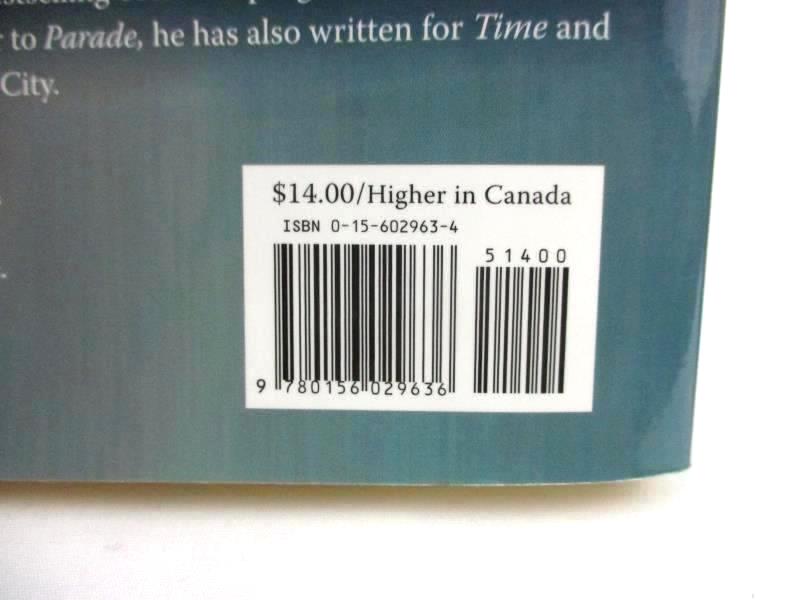 to Parade, he has also written for Time and
City.
$14.00/Higher in Canada
ISBN 0-15-602963-4
51400
9 780156 029636